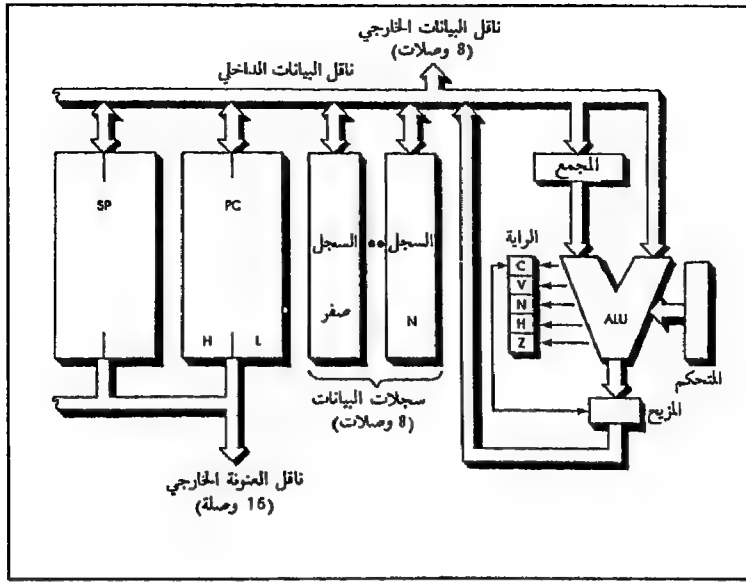 ناقل البيانات الخارجي
(8 وصلات)
ناقل البيانات الداخلي
المجمع
SP
PC
السجل
السجل
الراية
صفر
N
H L
C
V
N
H
Z
ALU
المتحكم
المزيح
سجلات البيانات
(8 وصلات)
ناقل العنونة الخارجي
(16 وصلة)